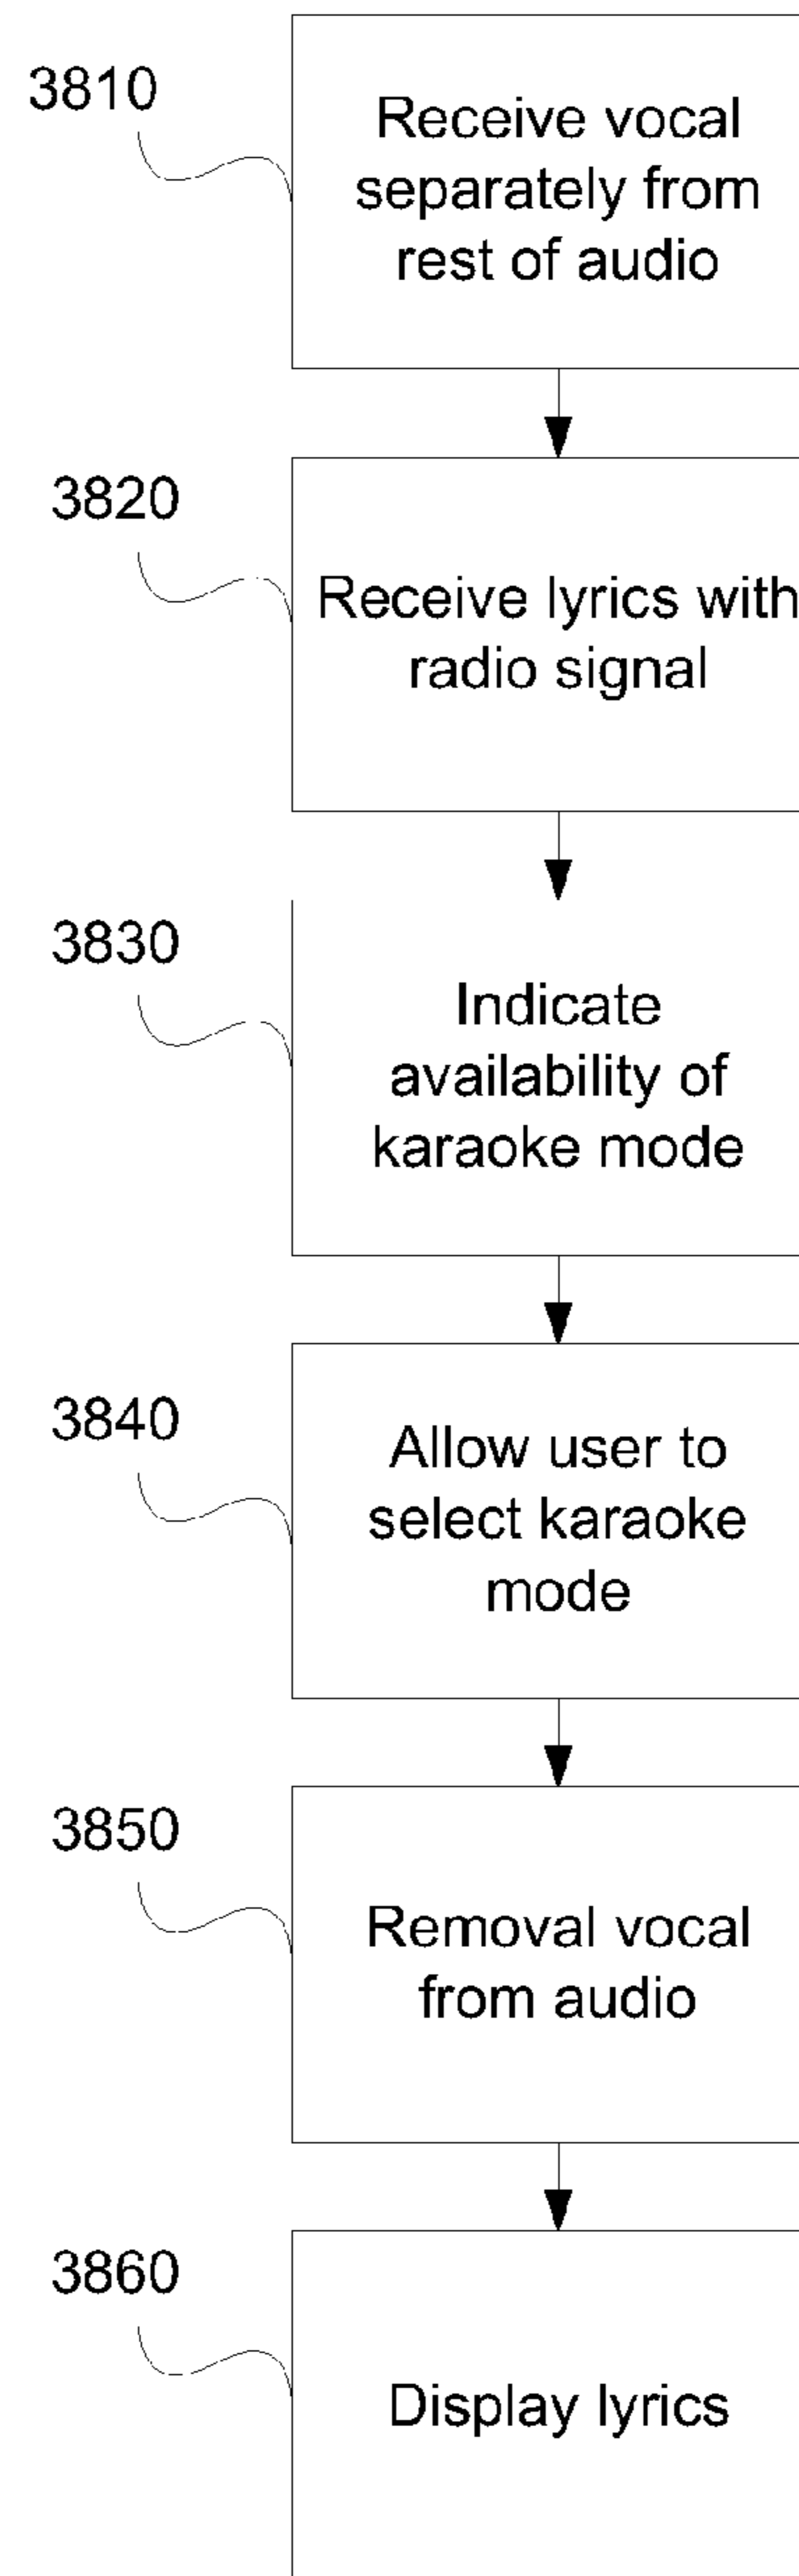 3810
Receive vocal
separately from
rest of audio
3820
Receive lyrics with
radio signal
3830
Indicate
availability of
karaoke mode
3840
Allow user to
select karaoke
mode
3850
Removal vocal
from audio
3860
Display lyrics